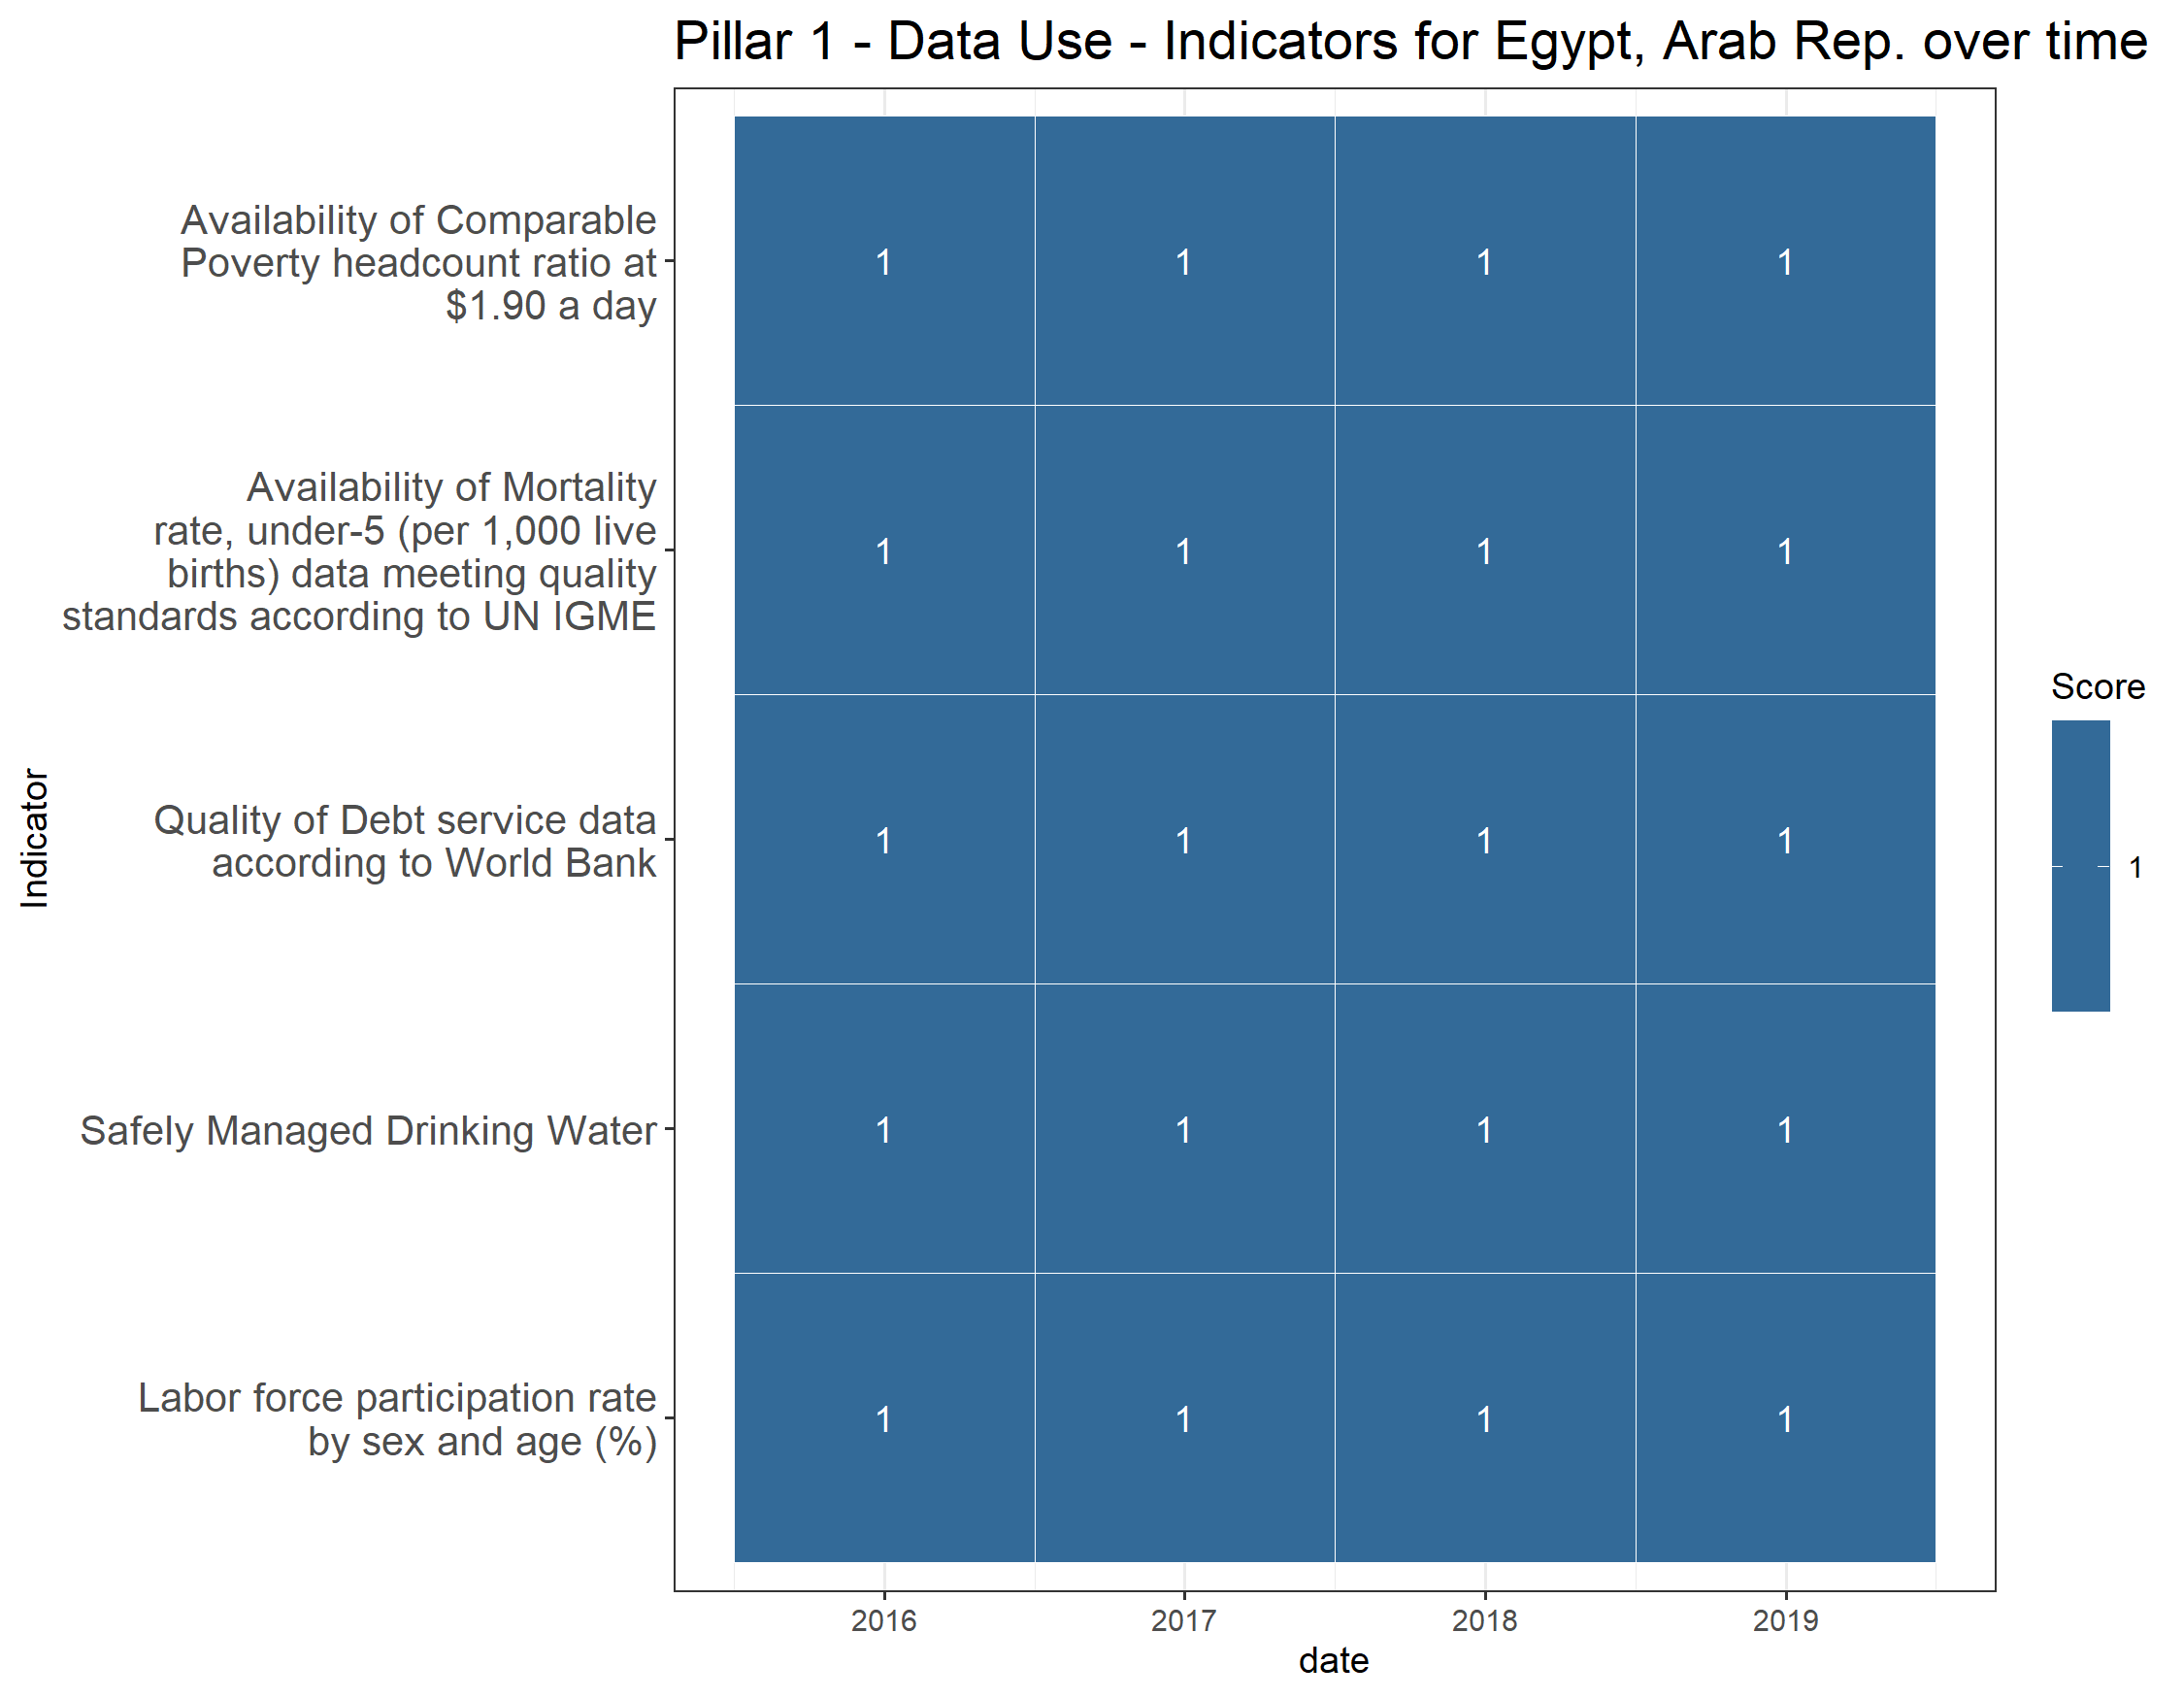 Pillar 1 - Data Use - Indicators for Egypt, Arab Rep. over time
Indicator
Availability of Comparable
Poverty headcount ratio at
$1.90 a day
1 1 1 1
Availability of Mortality
rate, under-5 (per 1,000 live
births) data meeting quality
standards according to UN IGME
1 1 1 1
Quality of Debt service data
according to World Bank
1 1 1 1
Safely Managed Drinking Water
1 1 1 1
Labor force participation rate
by sex and age (%)
1 1 1 1
2016 2017 2018 2019
date
Score
1